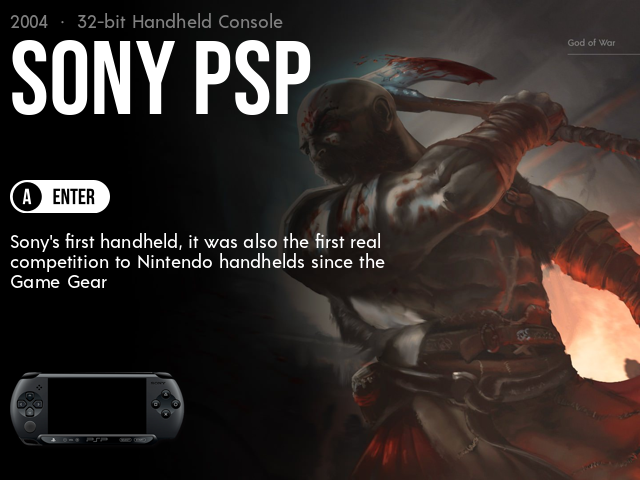 2004 · 32-bit Handheld Console
God of War
SONY PSP
A ENTER
Sony's first handheld, it was also the first real
competition to Nintendo handhelds since the
Game Gear
PSP